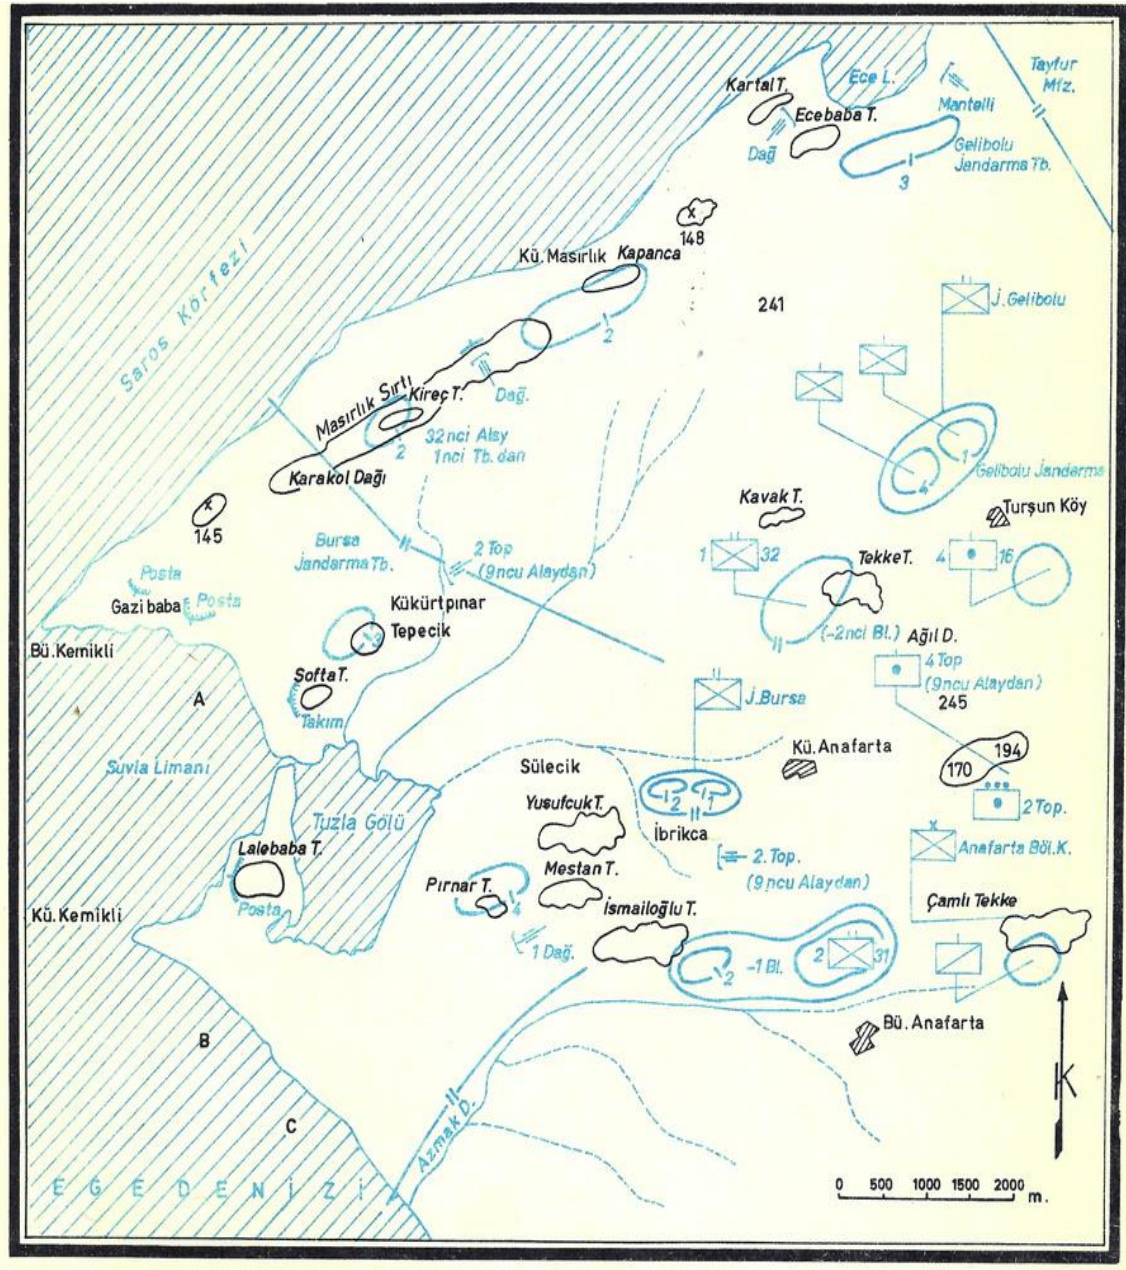 Ece L.
Tayfur
Mfz.
Kartal T.
Mantelli
Ecebaba T.
Dağ
Gelibolu
Jandarma Tb.
3
148
Kü. Masırlık
Kapanca
Saros Körfezi
241
J. Gelibolu
2
Dağ.
Masırlık Sırtı
Kireç T.
2
32nci Alay
1nci Tb. dan
1
4
Gelibolu Jandarma
Karakol Dağı
Kavak T.
Turşun Köy
145
Bursa
Jandarma Tb.
2 Top
(9ncu Alaydan)
1
32
Tekke T.
4
16
Posta
Gazi baba
Posta
Kükürtpınar
Tepecik
(-2nci Bl.)
Ağıl D.
Bü. Kemikli
4 Top
(9ncu Alaydan)
245
Softa T.
Takım
A
J. Bursa
Kü. Anafarta
194
170
Suvla Limanı
Sülecik
2
1
2 Top.
Yusufcuk T.
İbrikca
Tuzla Gölü
Anafarta Böl. K.
Lalebaba T.
2. Top.
(9ncu Alaydan)
Mestan T.
Pırnar T.
4
Çamlı Tekke
Posta
Kü. Kemikli
İsmailoğlu T.
1 Dağ.
2
-1 Bl.
2
31
Bü. Anafarta
B
C
K
Azmak D.
EGE DENİZİ
0 500 1000 1500 2000 m.